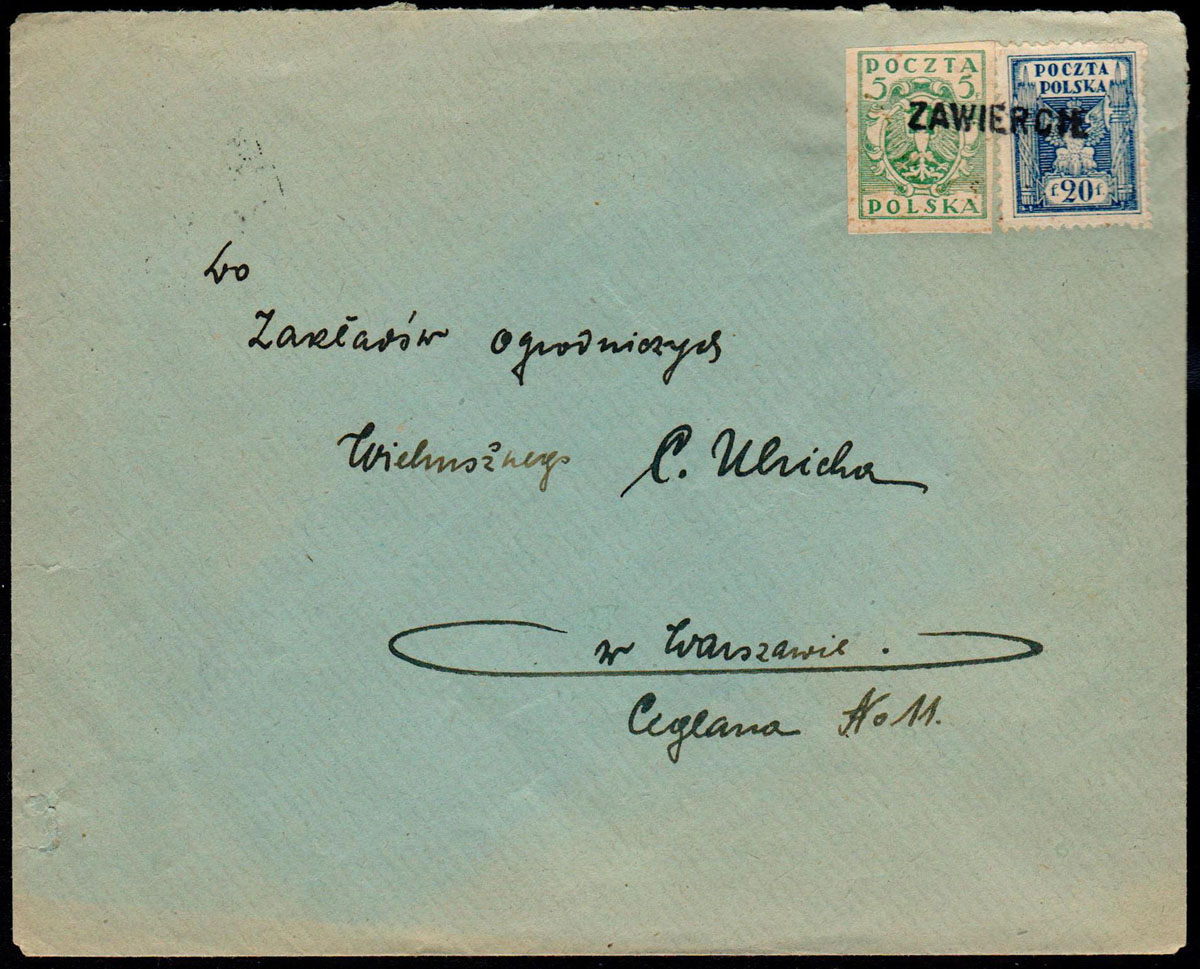 POCZTA
5 5 f
POLSKA
POCZTA
POLSKA
f 20 f
ZAWIERCIE
Do
Zakładów Ogrodniczych
Wielmożnego C. Ulricha
w Warszawie.
Ceglana No 11.